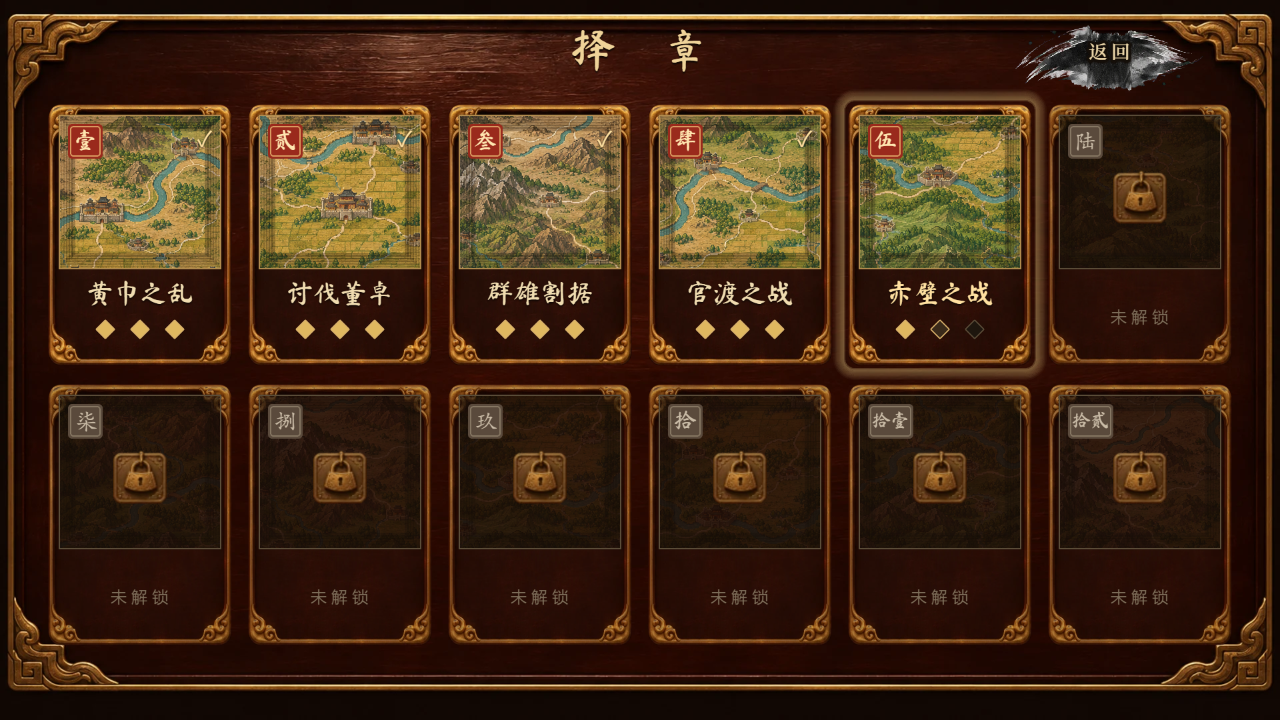 择 章
返回
壹
贰
叁
肆
伍
陆
黄巾之乱
讨伐董卓
群雄割据
官渡之战
赤壁之战
未解锁
柒
捌
玖
拾
拾壹
拾贰
未解锁
未解锁
未解锁
未解锁
未解锁
未解锁